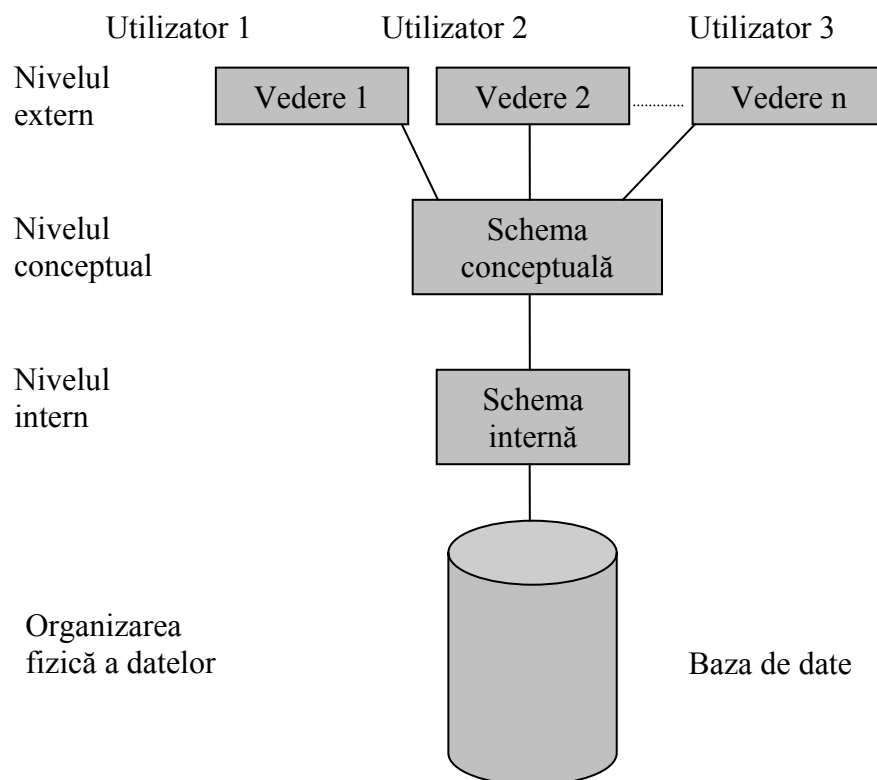 Utilizator 1 Utilizator 2 Utilizator 3
Nivelul
extern
Vedere 1 Vedere 2 Vedere n
Nivelul
conceptual
Schema
conceptuală
Nivelul
intern
Schema
internă
Organizarea
fizică a datelor
Baza de date